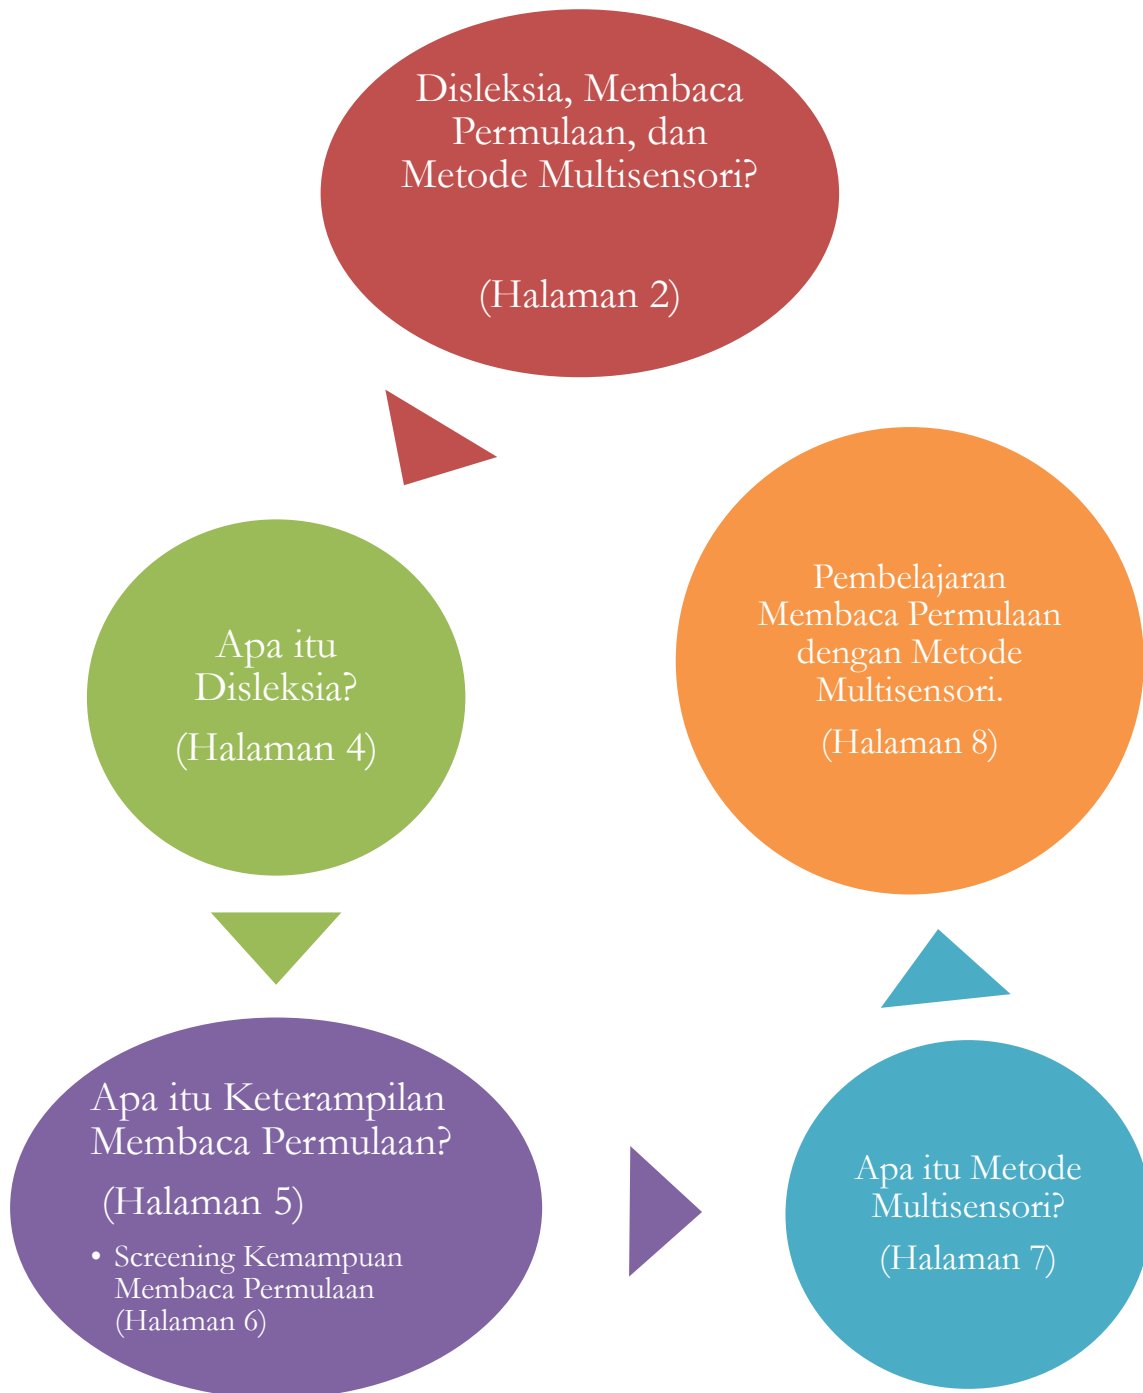 Disleksia, Membaca
Permulaan, dan
Metode Multisensori?
(Halaman 2)
Apa itu
Disleksia?
(Halaman 4)
Apa itu Keterampilan
Membaca Permulaan?
(Halaman 5)
• Screening Kemampuan
Membaca Permulaan
(Halaman 6)
Apa itu Metode
Multisensori?
(Halaman 7)
Pembelajaran
Membaca Permulaan
dengan Metode
Multisensori.
(Halaman 8)